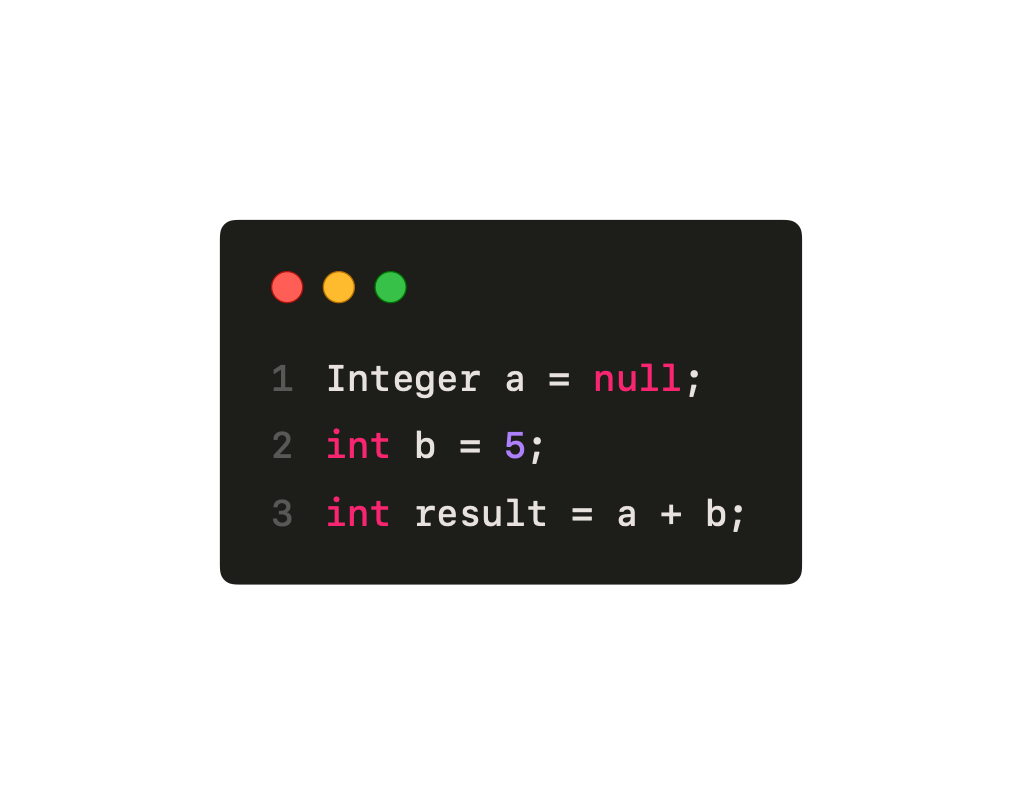 1 Integer a = null;
2 int b = 5;
3 int result = a + b;